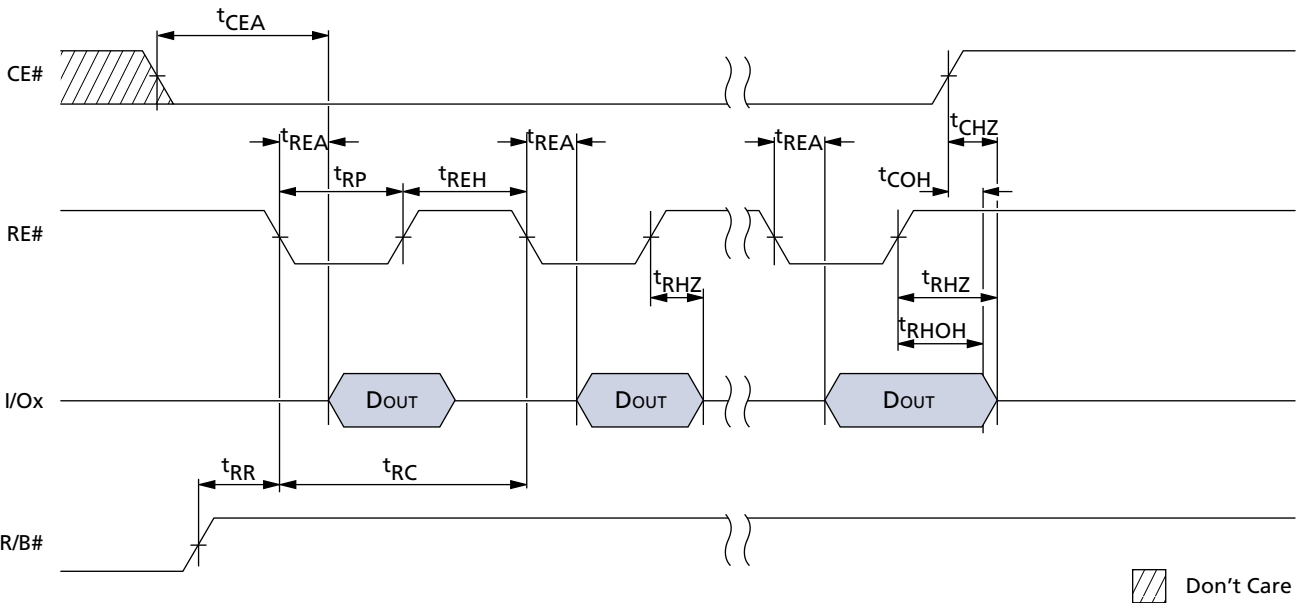 tCEA
CE#
tCHZ
tREA
tREA
tREA
tCOH
tRP
tREH
RE#
tRHZ
tRHZ
tRHOH
I/Ox
DOUT
DOUT
DOUT
tRR
tRC
R/B#
Don't Care